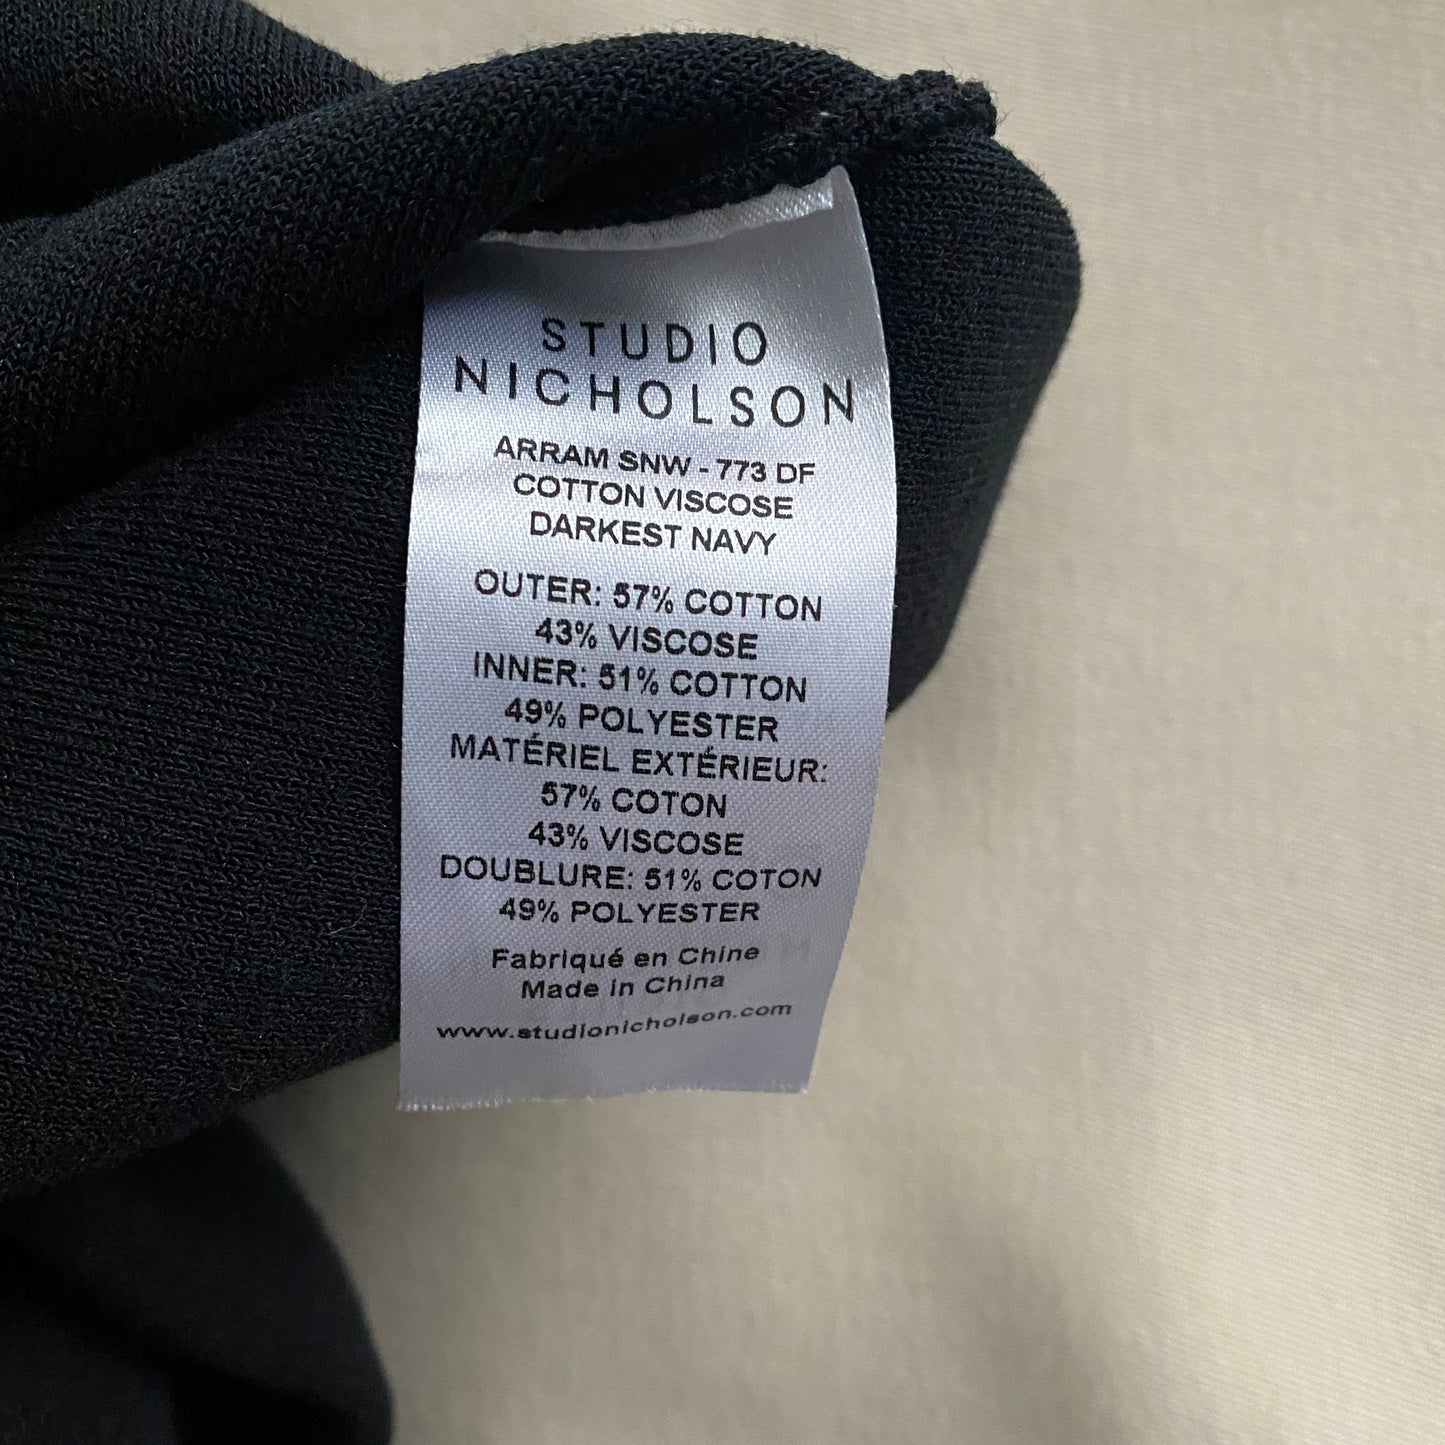 STUDIO
NICHOLSON
ARRAM SNW - 773 DF
COTTON VISCOSE
DARKEST NAVY
OUTER: 57% COTTON
43% VISCOSE
INNER: 51% COTTON
49% POLYESTER
MATÉRIEL EXTÉRIEUR:
57% COTON
43% VISCOSE
DOUBLURE: 51% COTON
49% POLYESTER
Fabriqué en Chine
Made in China
www.studionicholson.com